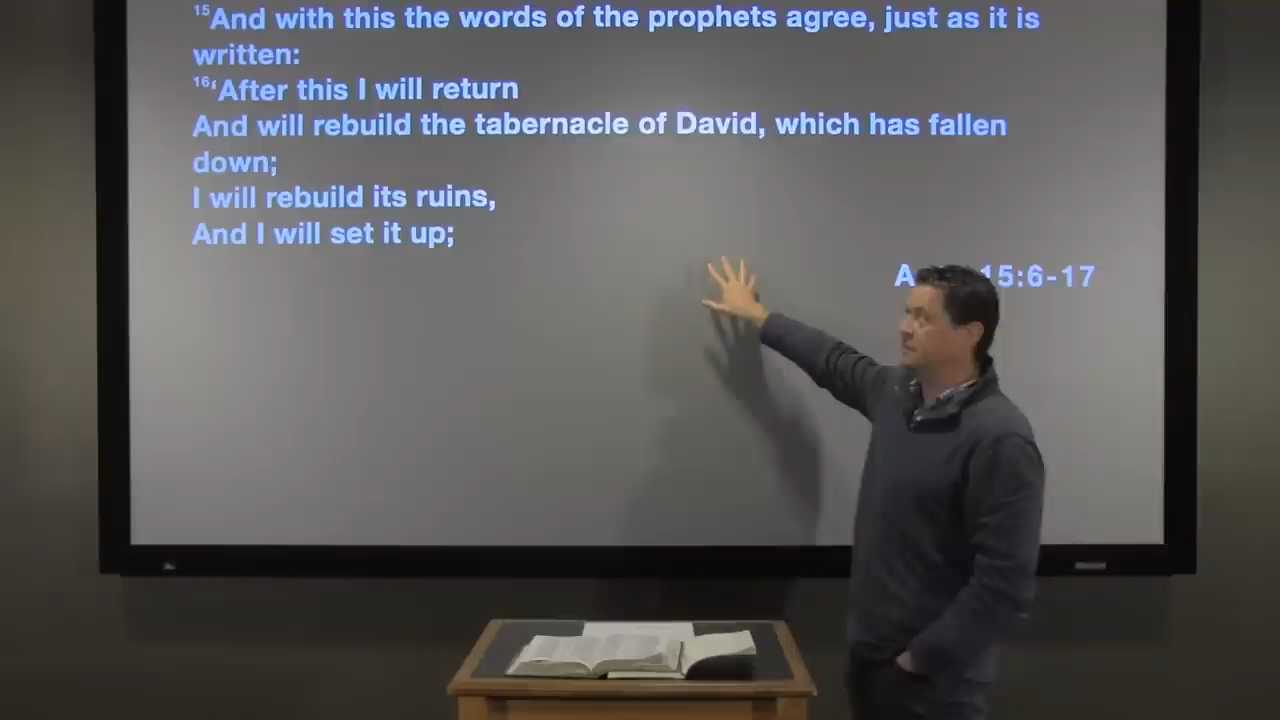 ¹⁵And with this the words of the prophets agree, just as it is
written:
¹⁶‘After this I will return
And will rebuild the tabernacle of David, which has fallen
down;
I will rebuild its ruins,
And I will set it up;
15:6-17